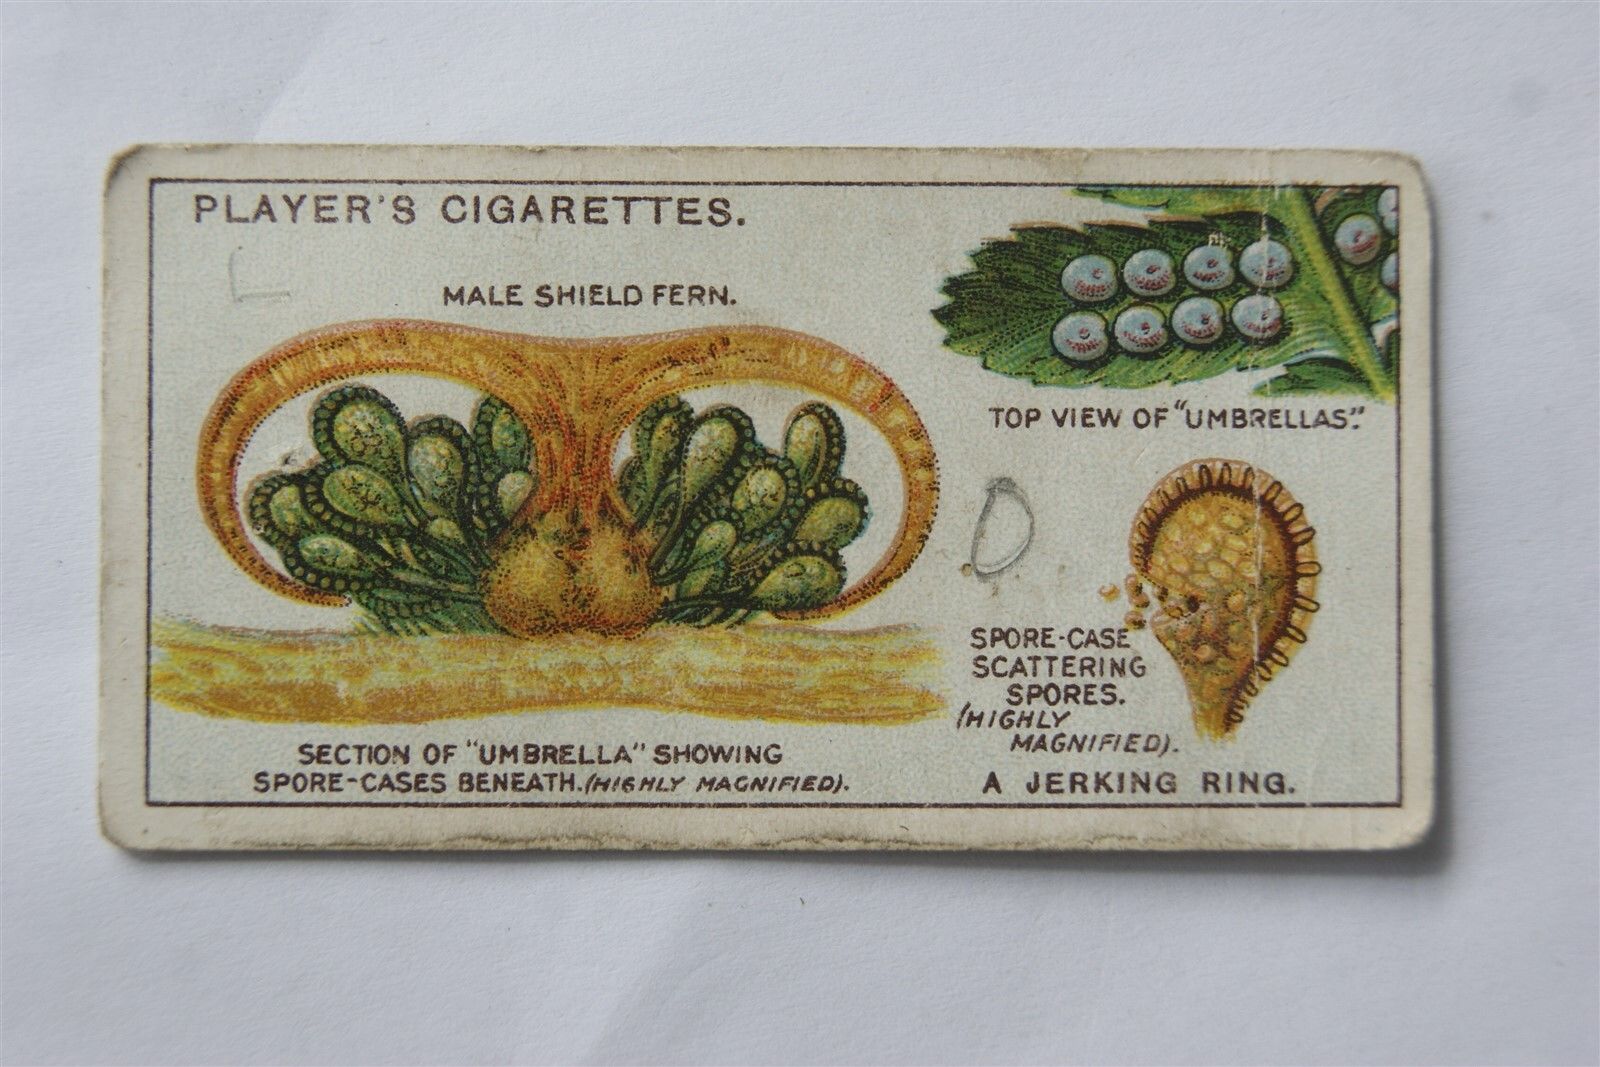 PLAYER'S CIGARETTES.
MALE SHIELD FERN.
TOP VIEW OF "UMBRELLAS".
SPORE-CASE
SCATTERING
SPORES.
(HIGHLY
MAGNIFIED).
SECTION OF "UMBRELLA" SHOWING
SPORE-CASES BENEATH. (HIGHLY MAGNIFIED).
A JERKING RING.